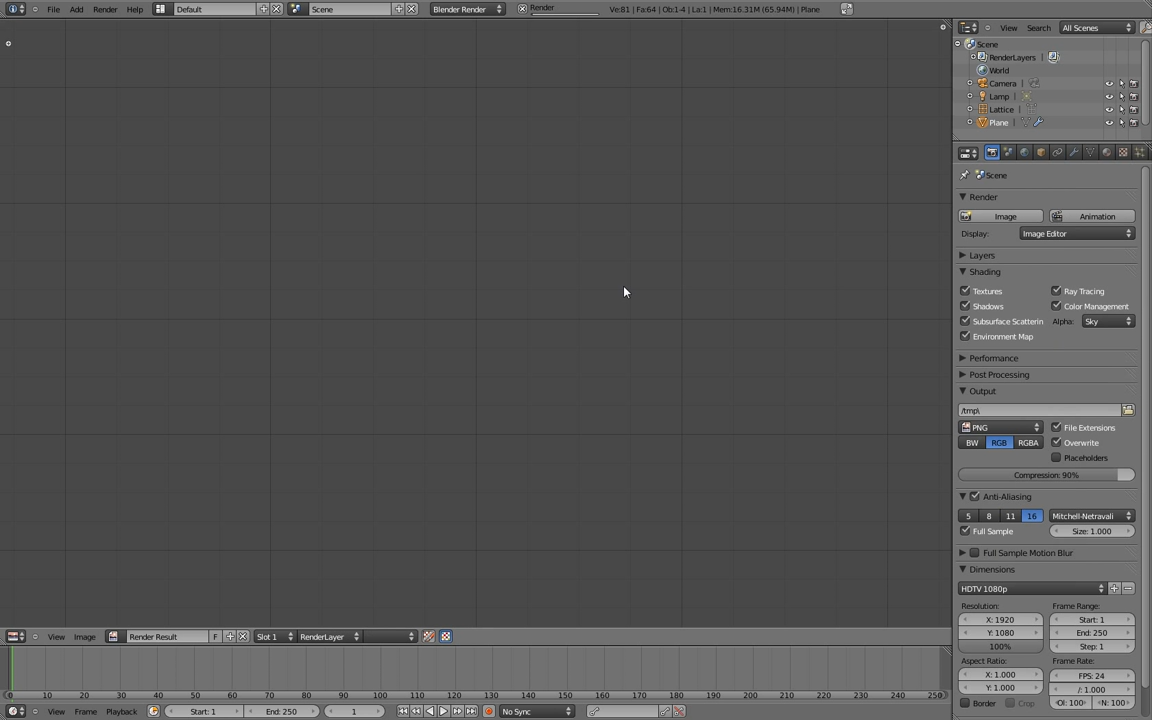 File Add Render Help Default Scene Blender Render Render Ve:81 | Fa:64 | Ob:1-4 | La:1 | Mem:16.31M (65.94M) | Plane
View Search All Scenes
Scene
RenderLayers |
World
Camera |
Lamp |
Lattice |
Plane |
Scene
Render
Image Animation
Display: Image Editor
Layers
Shading
Textures Ray Tracing
Shadows Color Management
Subsurface Scatterin Alpha: Sky
Environment Map
Performance
Post Processing
Output
/tmp\
PNG File Extensions
BW RGB RGBA Overwrite
Placeholders
Compression: 90%
Anti-Aliasing
5 8 11 16 Mitchell-Netravali
Full Sample Size: 1.000
Full Sample Motion Blur
Dimensions
HDTV 1080p
Resolution: Frame Range:
X: 1920 Start: 1
Y: 1080 End: 250
100% Step: 1
Aspect Ratio: Frame Rate:
X: 1.000 FPS: 24
Y: 1.000 /: 1.000
Border Crop :Ol: 100 :N: 100
View Image Render Result F Slot 1 RenderLayer
0 10 20 30 40 50 60 70 80 90 100 110 120 130 140 150 160 170 180 190 200 210 220 230 240 250
View Frame Playback Start: 1 End: 250 1 No Sync